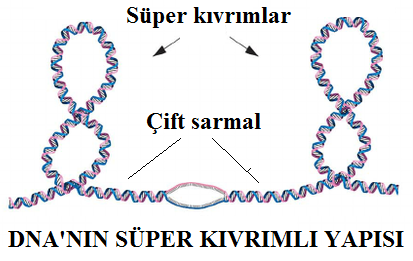 Süper kıvrımlar
Çift sarmal
DNA'NIN SÜPER KIVRIMLI YAPISI